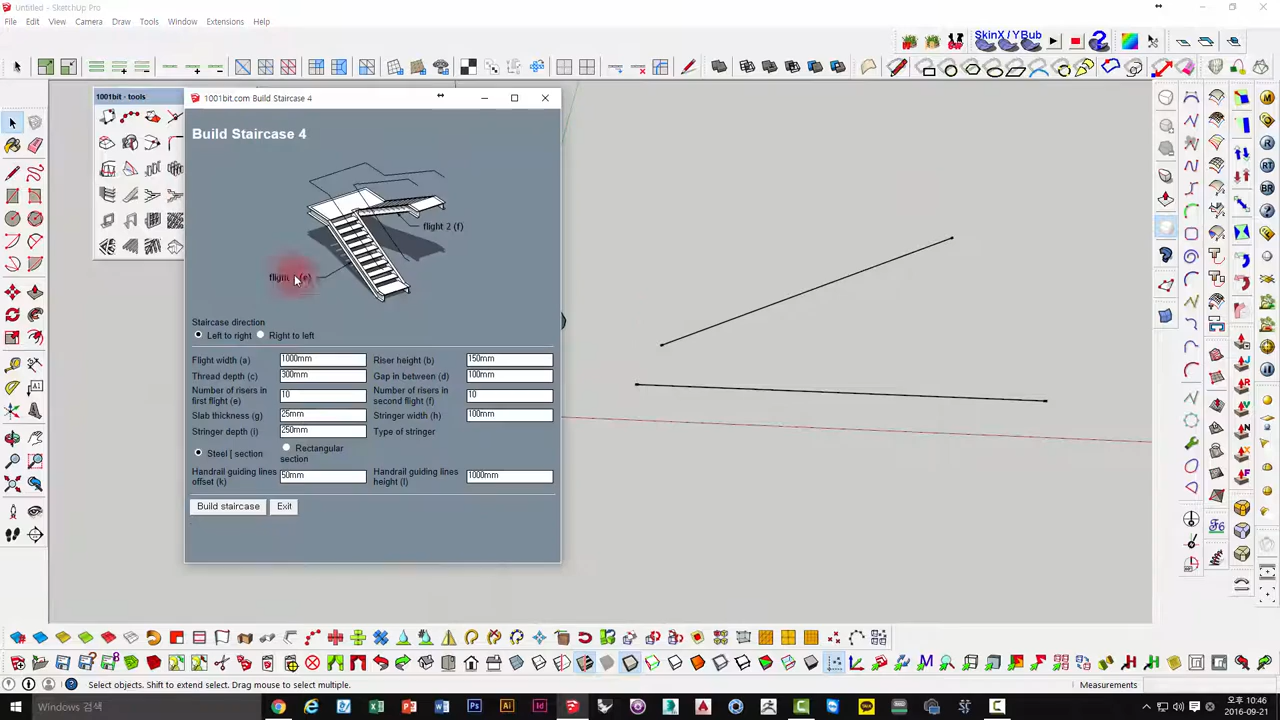 Untitled - SketchUp Pro
File Edit View Camera Draw Tools Window Extensions Help
SkinX / YBub
1001bit - tools
1001bit.com Build Staircase 4
Build Staircase 4
flight 2 (f)
(e)
Staircase direction
Left to right Right to left
Flight width (a) 1000mm Riser height (b) 150mm
Thread depth (c) 300mm Gap in between (d) 100mm
Number of risers in first flight (e) 10 Number of risers in second flight (f) 10
Slab thickness (g) 25mm Stringer width (h) 100mm
Stringer depth (i) 250mm Type of stringer
Steel [ section Rectangular section
Handrail guiding lines offset (k) 50mm Handrail guiding lines height (l) 1000mm
Build staircase Exit
Select objects. Shift to extend select. Drag mouse to select multiple. Measurements
Windows 검색
오후 10:46
2016-09-21